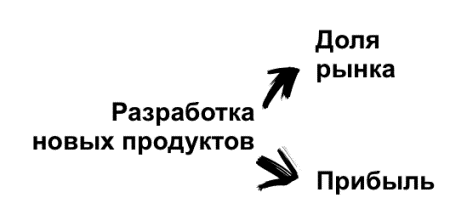 Доля
рынка
Разработка
новых продуктов
Прибыль